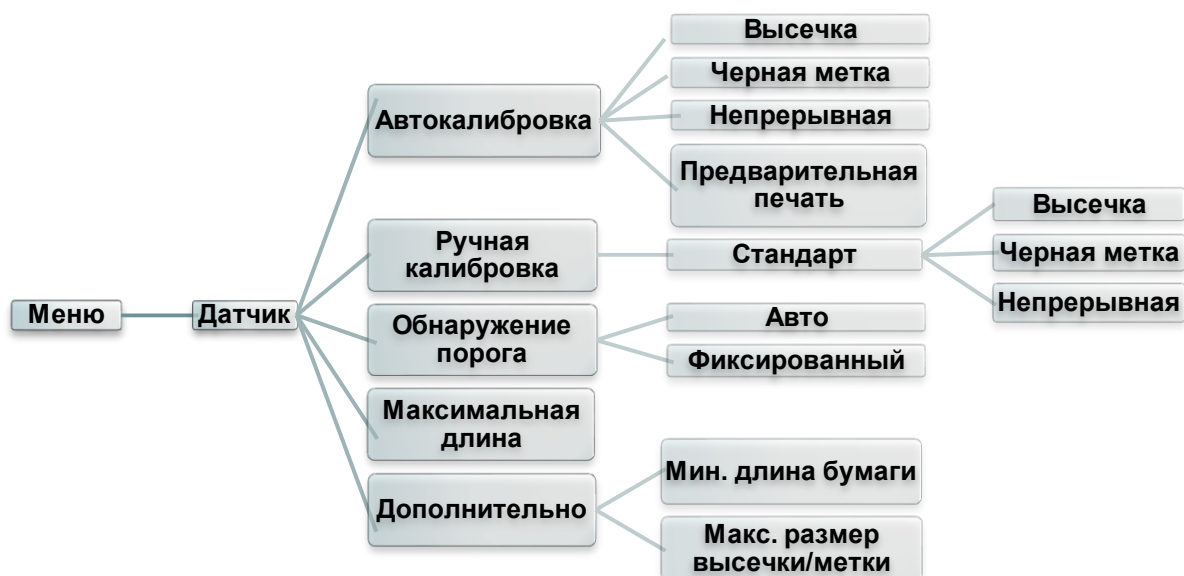 Меню
Датчик
Автокалибровка
Высечка
Черная метка
Непрерывная
Предварительная
печать
Ручная
калибровка
Стандарт
Высечка
Черная метка
Непрерывная
Обнаружение
порога
Авто
Фиксированный
Максимальная
длина
Дополнительно
Мин. длина бумаги
Макс. размер
высечки/метки